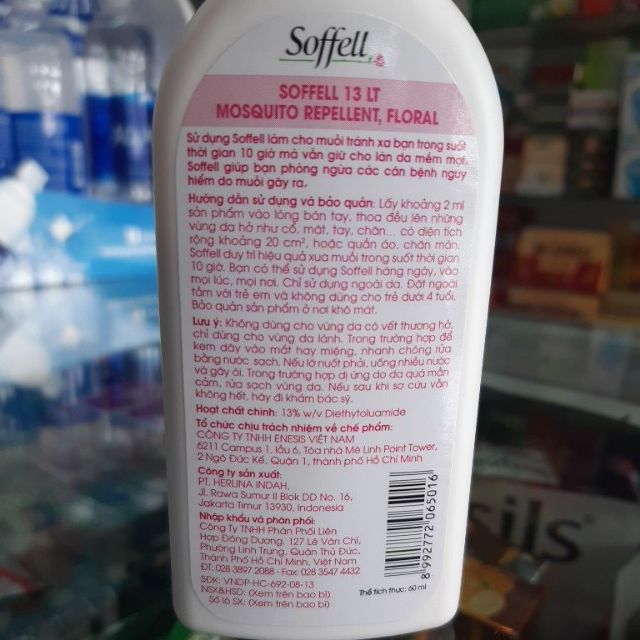 Soffell
SOFFELL 13 LT
MOSQUITO REPELLENT, FLORAL
Sử dụng Soffell làm cho muỗi tránh xa bạn trong suốt
thời gian 10 giờ mà vẫn giữ cho làn da mềm mại.
Soffell giúp bạn phòng ngừa các căn bệnh nguy
hiểm do muỗi gây ra.
Hướng dẫn sử dụng và bảo quản: Lấy khoảng 2 ml
sản phẩm vào lòng bàn tay, thoa đều lên những
vùng da hở như cổ, mặt, tay, chân... có diện tích
rộng khoảng 20 cm², hoặc quần áo, chăn màn.
Soffell duy trì hiệu quả xua muỗi trong suốt thời gian
10 giờ. Bạn có thể sử dụng Soffell hàng ngày, vào
mọi lúc, mọi nơi. Chỉ sử dụng ngoài da. Đặt ngoài
tầm với trẻ em và không dùng cho trẻ dưới 4 tuổi.
Bảo quản sản phẩm ở nơi khô mát.
Lưu ý: Không dùng cho vùng da có vết thương hở,
chỉ dùng cho vùng da lành. Trong trường hợp để
kem dây vào mắt hay miệng, nhanh chóng rửa
bằng nước sạch. Nếu lỡ nuốt phải, uống nhiều nước
và gây ói. Trong trường hợp dị ứng do da quá mẫn
cảm, rửa sạch vùng da. Nếu sau khi sơ cứu vẫn
không hết, hãy đi khám bác sỹ.
Hoạt chất chính: 13% w/v Diethyltoluamide
Tổ chức chịu trách nhiệm về chế phẩm:
CÔNG TY TNHH ENESIS VIỆT NAM
6211 Campus 1, lầu 6, Tòa nhà Mê Linh Point Tower,
2 Ngô Đức Kế, Quận 1, thành phố Hồ Chí Minh
Công ty sản xuất:
PT. HERLINA INDAH,
Jl. Rawa Sumur II Blok DD No. 16,
Jakarta Timur 13930, Indonesia
Nhập khẩu và phân phối:
Công Ty TNHH Phân Phối Liên
Hợp Đông Dương. 127 Lê Văn Chí,
Phường Linh Trung, Quận Thủ Đức,
Thành Phố Hồ Chí Minh, Việt Nam
ĐT: 028 3897 2088 - Fax: 028 3547 4432
SĐK: VNDP-HC-692-08-13
NSX&HSD: (Xem trên bao bì)
Số lô SX: (Xem trên bao bì)
8 992772 065016
Thể tích thực: 60 ml
sils